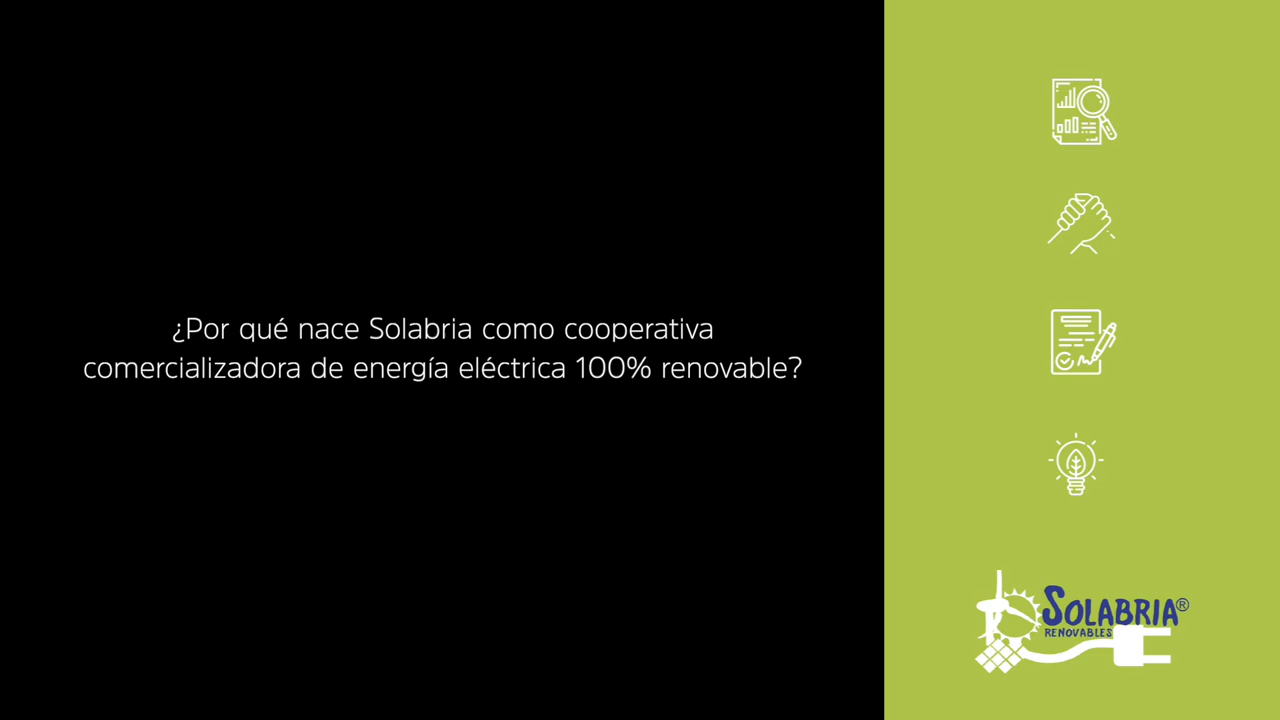 ¿Por qué nace Solabria como cooperativa
comercializadora de energía eléctrica 100% renovable?
SOLABRIA®
RENOVABLES